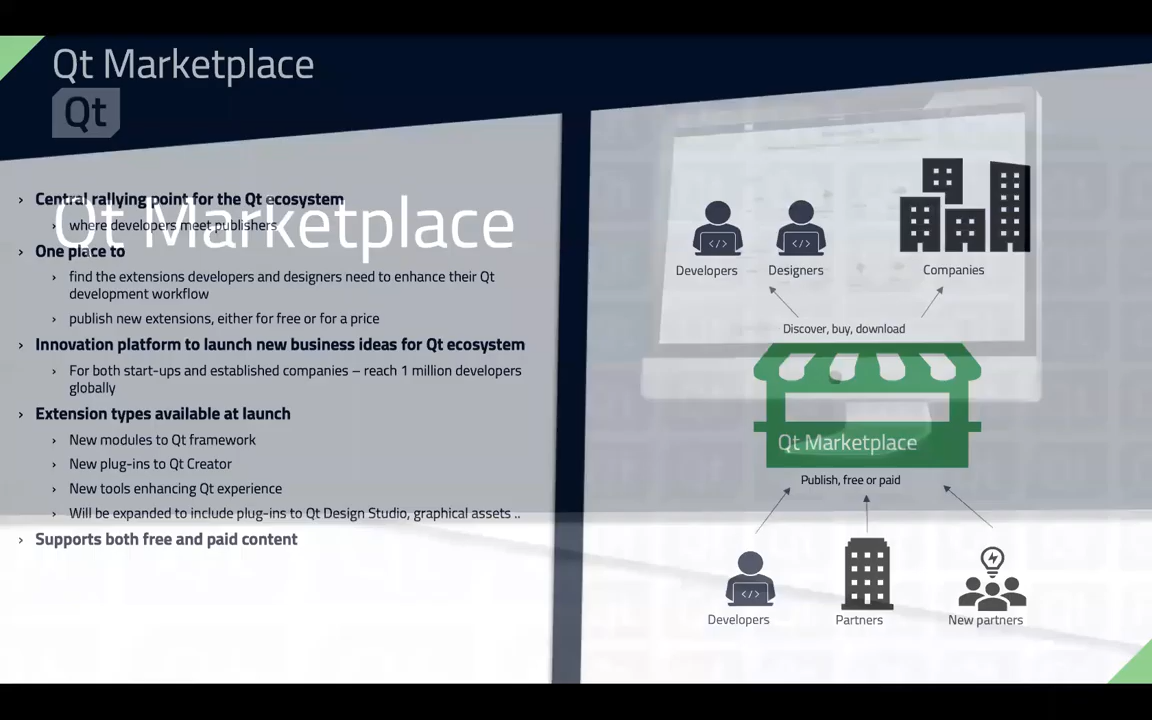 Qt Marketplace
Qt
Qt Marketplace
› Central rallying point for the Qt ecosystem
› where developers meet publishers
› One place to
› find the extensions developers and designers need to enhance their Qt
development workflow
› publish new extensions, either for free or for a price
› Innovation platform to launch new business ideas for Qt ecosystem
› For both start-ups and established companies – reach 1 million developers
globally
› Extension types available at launch
› New modules to Qt framework
› New plug-ins to Qt Creator
› New tools enhancing Qt experience
› Will be expanded to include plug-ins to Qt Design Studio, graphical assets ..
› Supports both free and paid content
</>
</>
Developers
Designers
Companies
Discover, buy, download
Qt Marketplace
Publish, free or paid
</>
Developers
Partners
New partners